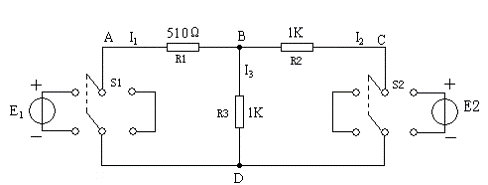 A I₁ 510Ω B 1K I₂ C
R1 R2
I₃
S1 S2
+ +
E₁ R3 1K E2
− −
D